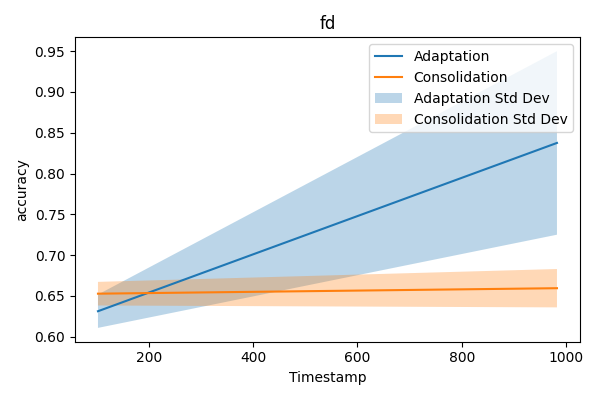 fd
accuracy
0.95
0.90
0.85
0.80
0.75
0.70
0.65
0.60
Adaptation
Consolidation
Adaptation Std Dev
Consolidation Std Dev
200
400
600
800
1000
Timestamp